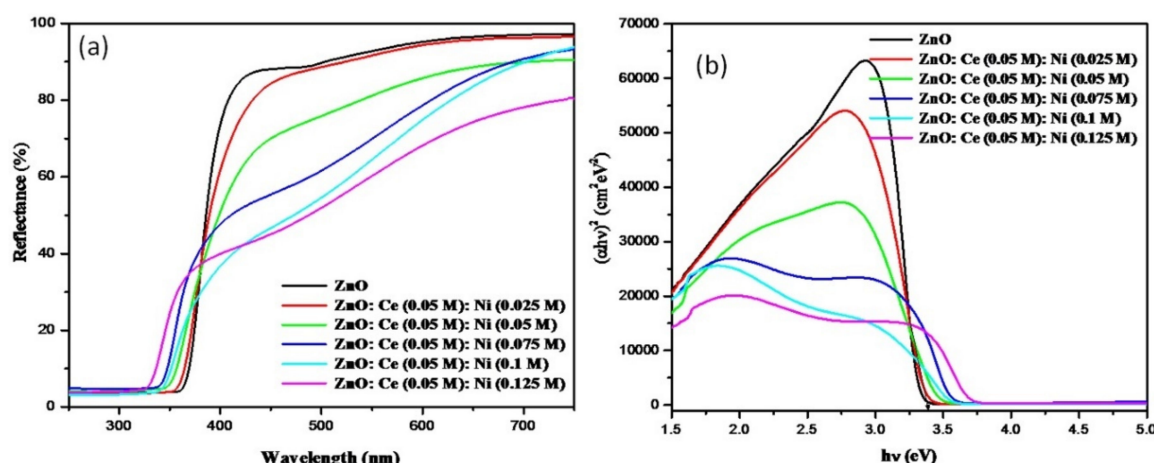 (a)
100
80
60
40
20
0
Reflectance (%)
ZnO
ZnO: Ce (0.05 M): Ni (0.025 M)
ZnO: Ce (0.05 M): Ni (0.05 M)
ZnO: Ce (0.05 M): Ni (0.075 M)
ZnO: Ce (0.05 M): Ni (0.1 M)
ZnO: Ce (0.05 M): Ni (0.125 M)
300 400 500 600 700
Wavelength (nm)
(b)
70000
60000
50000
40000
30000
20000
10000
0
(αhν)² (cm²eV²)
ZnO
ZnO: Ce (0.05 M): Ni (0.025 M)
ZnO: Ce (0.05 M): Ni (0.05 M)
ZnO: Ce (0.05 M): Ni (0.075 M)
ZnO: Ce (0.05 M): Ni (0.1 M)
ZnO: Ce (0.05 M): Ni (0.125 M)
1.5 2.0 2.5 3.0 3.5 4.0 4.5 5.0
hν (eV)